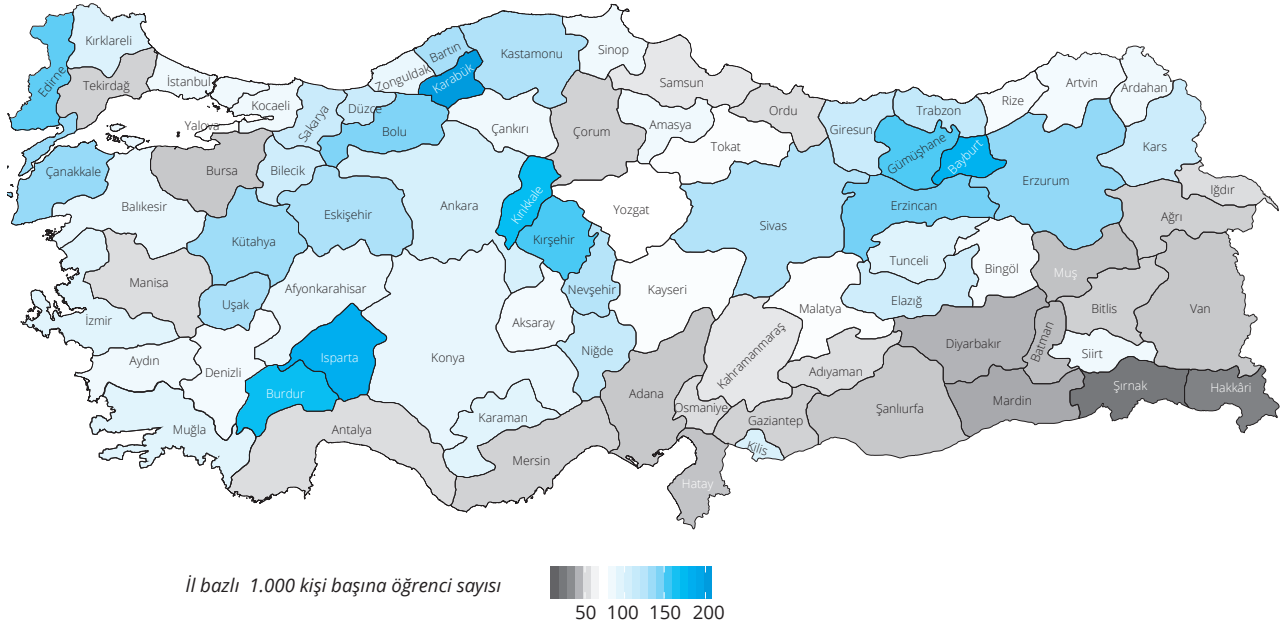 Kırklareli
Edirne
Tekirdağ
İstanbul
Kocaeli
Yalova
Sakarya
Düzce
Zonguldak
Bartın
Karabük
Kastamonu
Sinop
Samsun
Ordu
Giresun
Trabzon
Rize
Artvin
Ardahan
Kars
Iğdır
Ağrı
Erzurum
Bayburt
Gümüşhane
Tokat
Amasya
Çorum
Çankırı
Bolu
Bilecik
Bursa
Çanakkale
Balıkesir
Kütahya
Eskişehir
Ankara
Kırıkkale
Kırşehir
Yozgat
Sivas
Erzincan
Tunceli
Bingöl
Muş
Bitlis
Van
Elazığ
Malatya
Kayseri
Nevşehir
Aksaray
Afyonkarahisar
Uşak
Manisa
İzmir
Aydın
Denizli
Isparta
Burdur
Konya
Niğde
Kahramanmaraş
Adıyaman
Diyarbakır
Batman
Siirt
Şırnak
Hakkâri
Mardin
Şanlıurfa
Gaziantep
Osmaniye
Adana
Karaman
Antalya
Muğla
Mersin
Kilis
Hatay
İl bazlı 1.000 kişi başına öğrenci sayısı
50 100 150 200